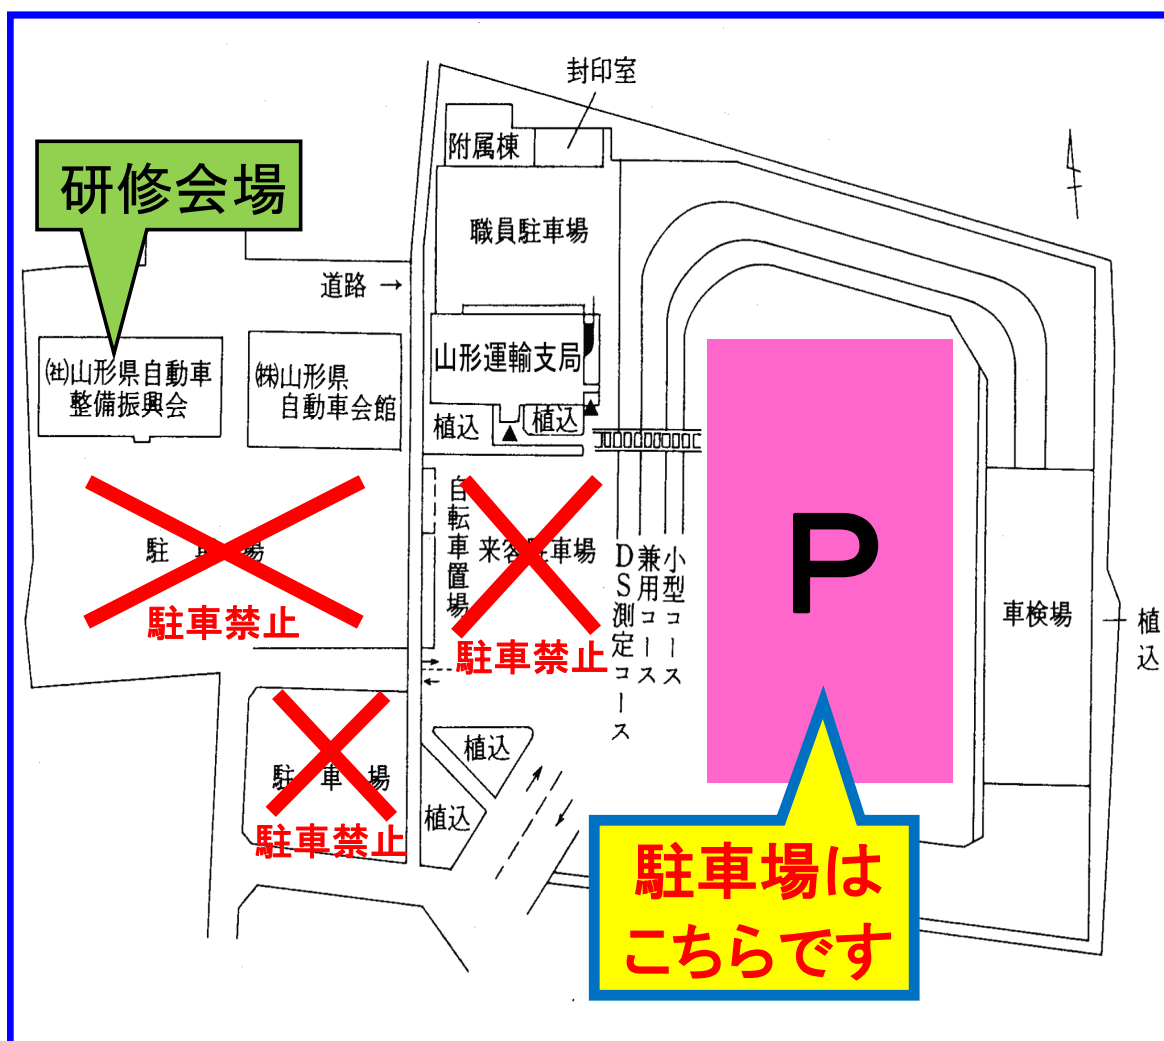 封印室
附属棟
研修会場
職員駐車場
道路 →
㈳山形県自動車
整備振興会
㈱山形県
自動車会館
山形運輸支局
植込
植込
自転車置場
駐車場
駐車禁止
来客駐車場
駐車禁止
DS測定コース
兼用コース
小型コース
P
車検場
植込
植込
植込
駐車場
駐車禁止
駐車場は
こちらです